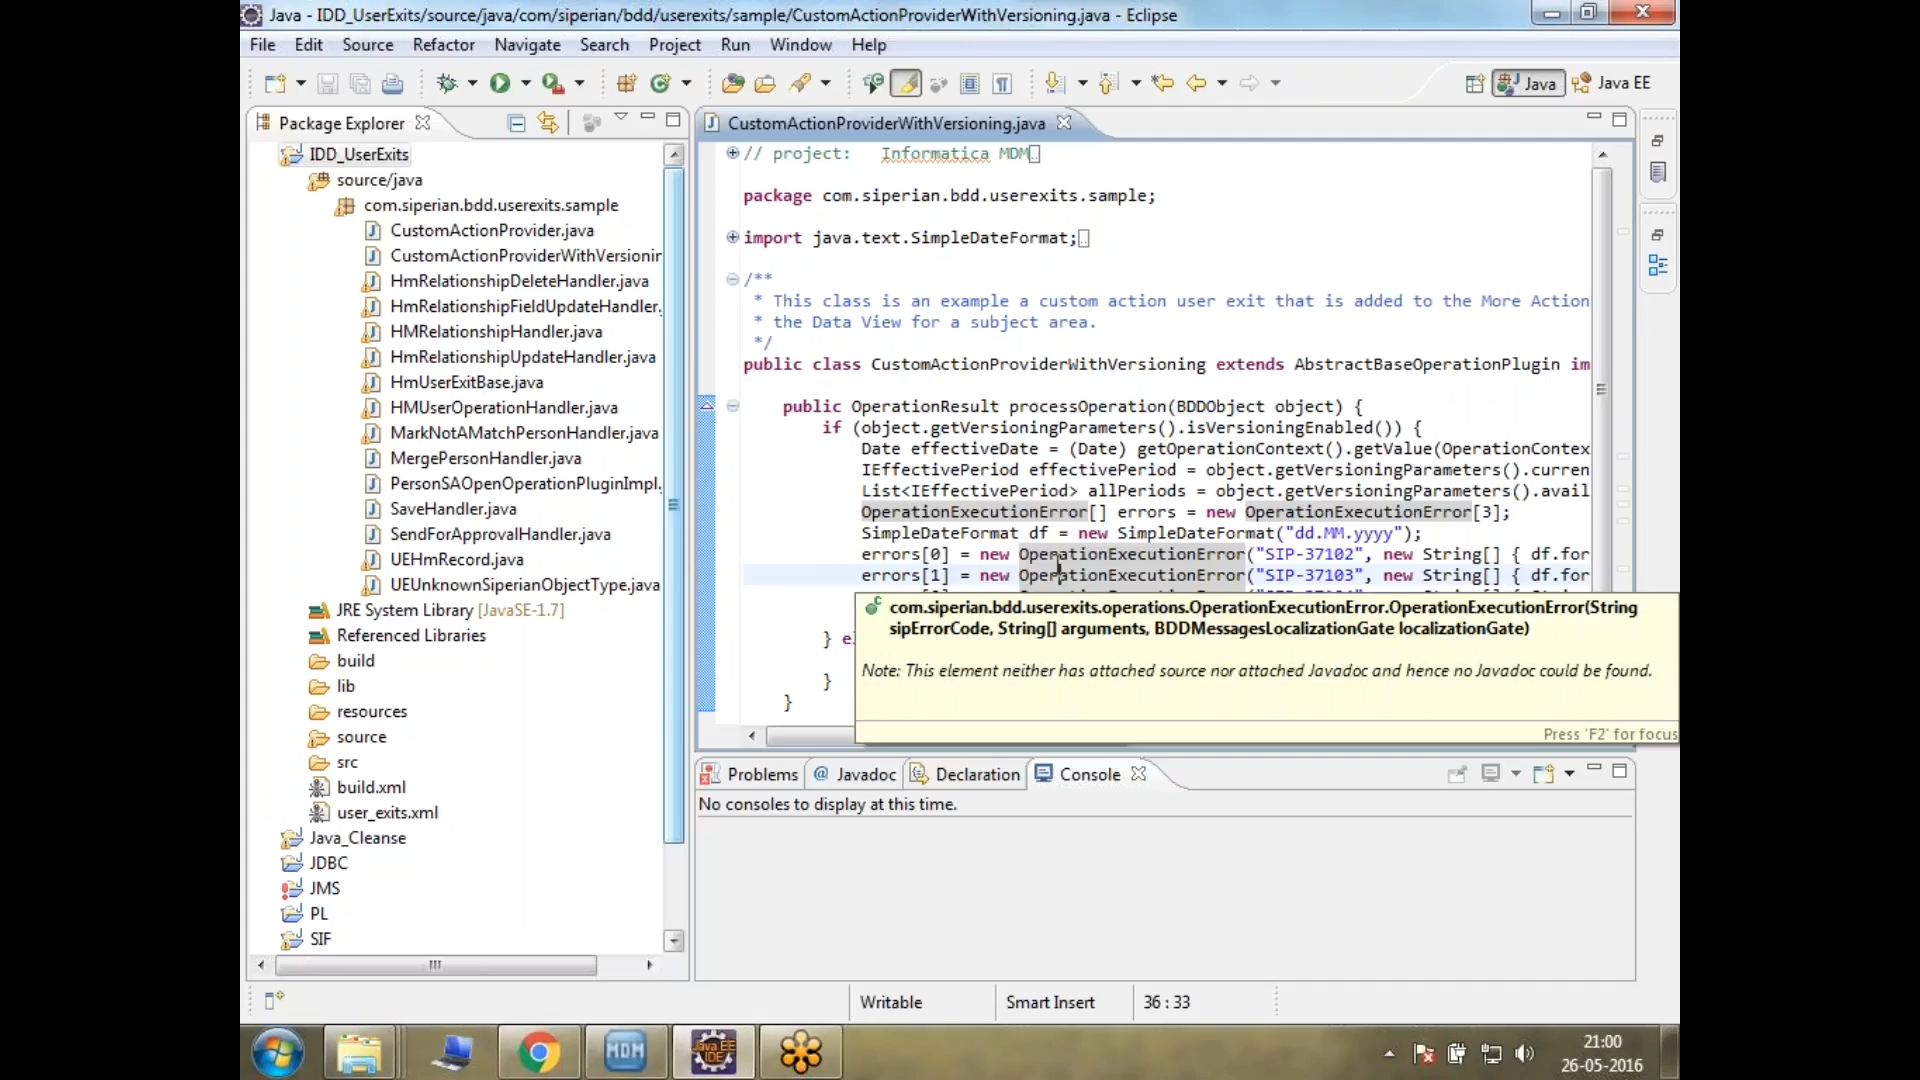 Java - IDD_UserExits/source/java/com/siperian/bdd/userexits/sample/CustomActionProviderWithVersioning.java - Eclipse
File Edit Source Refactor Navigate Search Project Run Window Help
Java Java EE
Package Explorer
IDD_UserExits
source/java
com.siperian.bdd.userexits.sample
CustomActionProvider.java
CustomActionProviderWithVersionin
HmRelationshipDeleteHandler.java
HmRelationshipFieldUpdateHandler.
HMRelationshipHandler.java
HmRelationshipUpdateHandler.java
HmUserExitBase.java
HMUserOperationHandler.java
MarkNotAMatchPersonHandler.java
MergePersonHandler.java
PersonSAOpenOperationPluginImpl.
SaveHandler.java
SendForApprovalHandler.java
UEHmRecord.java
UEUnknownSiperianObjectType.java
JRE System Library [JavaSE-1.7]
Referenced Libraries
build
lib
resources
source
src
build.xml
user_exits.xml
Java_Cleanse
JDBC
JMS
PL
SIF
CustomActionProviderWithVersioning.java
// project: Informatica MDM
package com.siperian.bdd.userexits.sample;
import java.text.SimpleDateFormat;
/**
* This class is an example a custom action user exit that is added to the More Action
* the Data View for a subject area.
*/
public class CustomActionProviderWithVersioning extends AbstractBaseOperationPlugin im
public OperationResult processOperation(BDDObject object) {
if (object.getVersioningParameters().isVersioningEnabled()) {
Date effectiveDate = (Date) getOperationContext().getValue(OperationContex
IEffectivePeriod effectivePeriod = object.getVersioningParameters().curren
List<IEffectivePeriod> allPeriods = object.getVersioningParameters().avail
OperationExecutionError[] errors = new OperationExecutionError[3];
SimpleDateFormat df = new SimpleDateFormat("dd.MM.yyyy");
errors[0] = new OperationExecutionError("SIP-37102", new String[] { df.for
errors[1] = new OperationExecutionError("SIP-37103", new String[] { df.for
com.siperian.bdd.userexits.operations.OperationExecutionError.OperationExecutionError(String
sipErrorCode, String[] arguments, BDDMessagesLocalizationGate localizationGate)
} el
Note: This element neither has attached source nor attached Javadoc and hence no Javadoc could be found.
}
}
Press 'F2' for focus
Problems @ Javadoc Declaration Console
No consoles to display at this time.
Writable Smart Insert 36 : 33
MDM Java EE IDE
21:00
26-05-2016